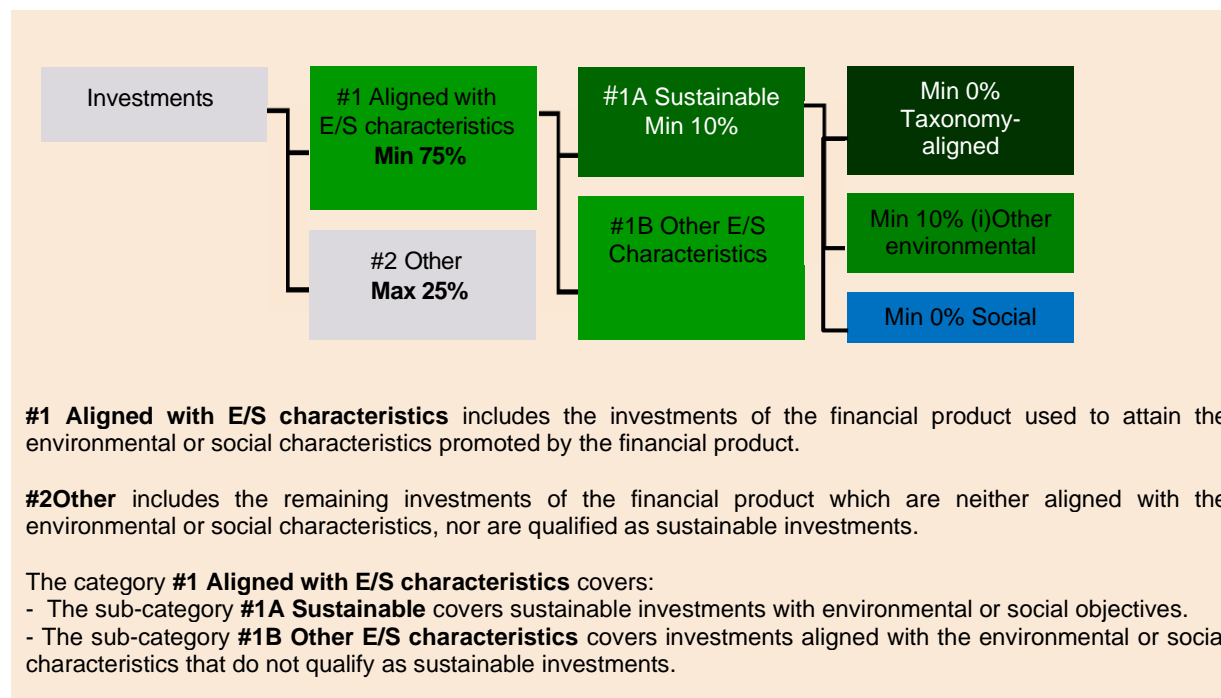 Investments
#1 Aligned with
E/S characteristics
Min 75%
#2 Other
Max 25%
#1A Sustainable
Min 10%
#1B Other E/S
Characteristics
Min 0%
Taxonomy-
aligned
Min 10% (i)Other
environmental
Min 0% Social
#1 Aligned with E/S characteristics includes the investments of the financial product used to attain the
environmental or social characteristics promoted by the financial product.
#2Other includes the remaining investments of the financial product which are neither aligned with the
environmental or social characteristics, nor are qualified as sustainable investments.
The category #1 Aligned with E/S characteristics covers:
- The sub-category #1A Sustainable covers sustainable investments with environmental or social objectives.
- The sub-category #1B Other E/S characteristics covers investments aligned with the environmental or social
characteristics that do not qualify as sustainable investments.